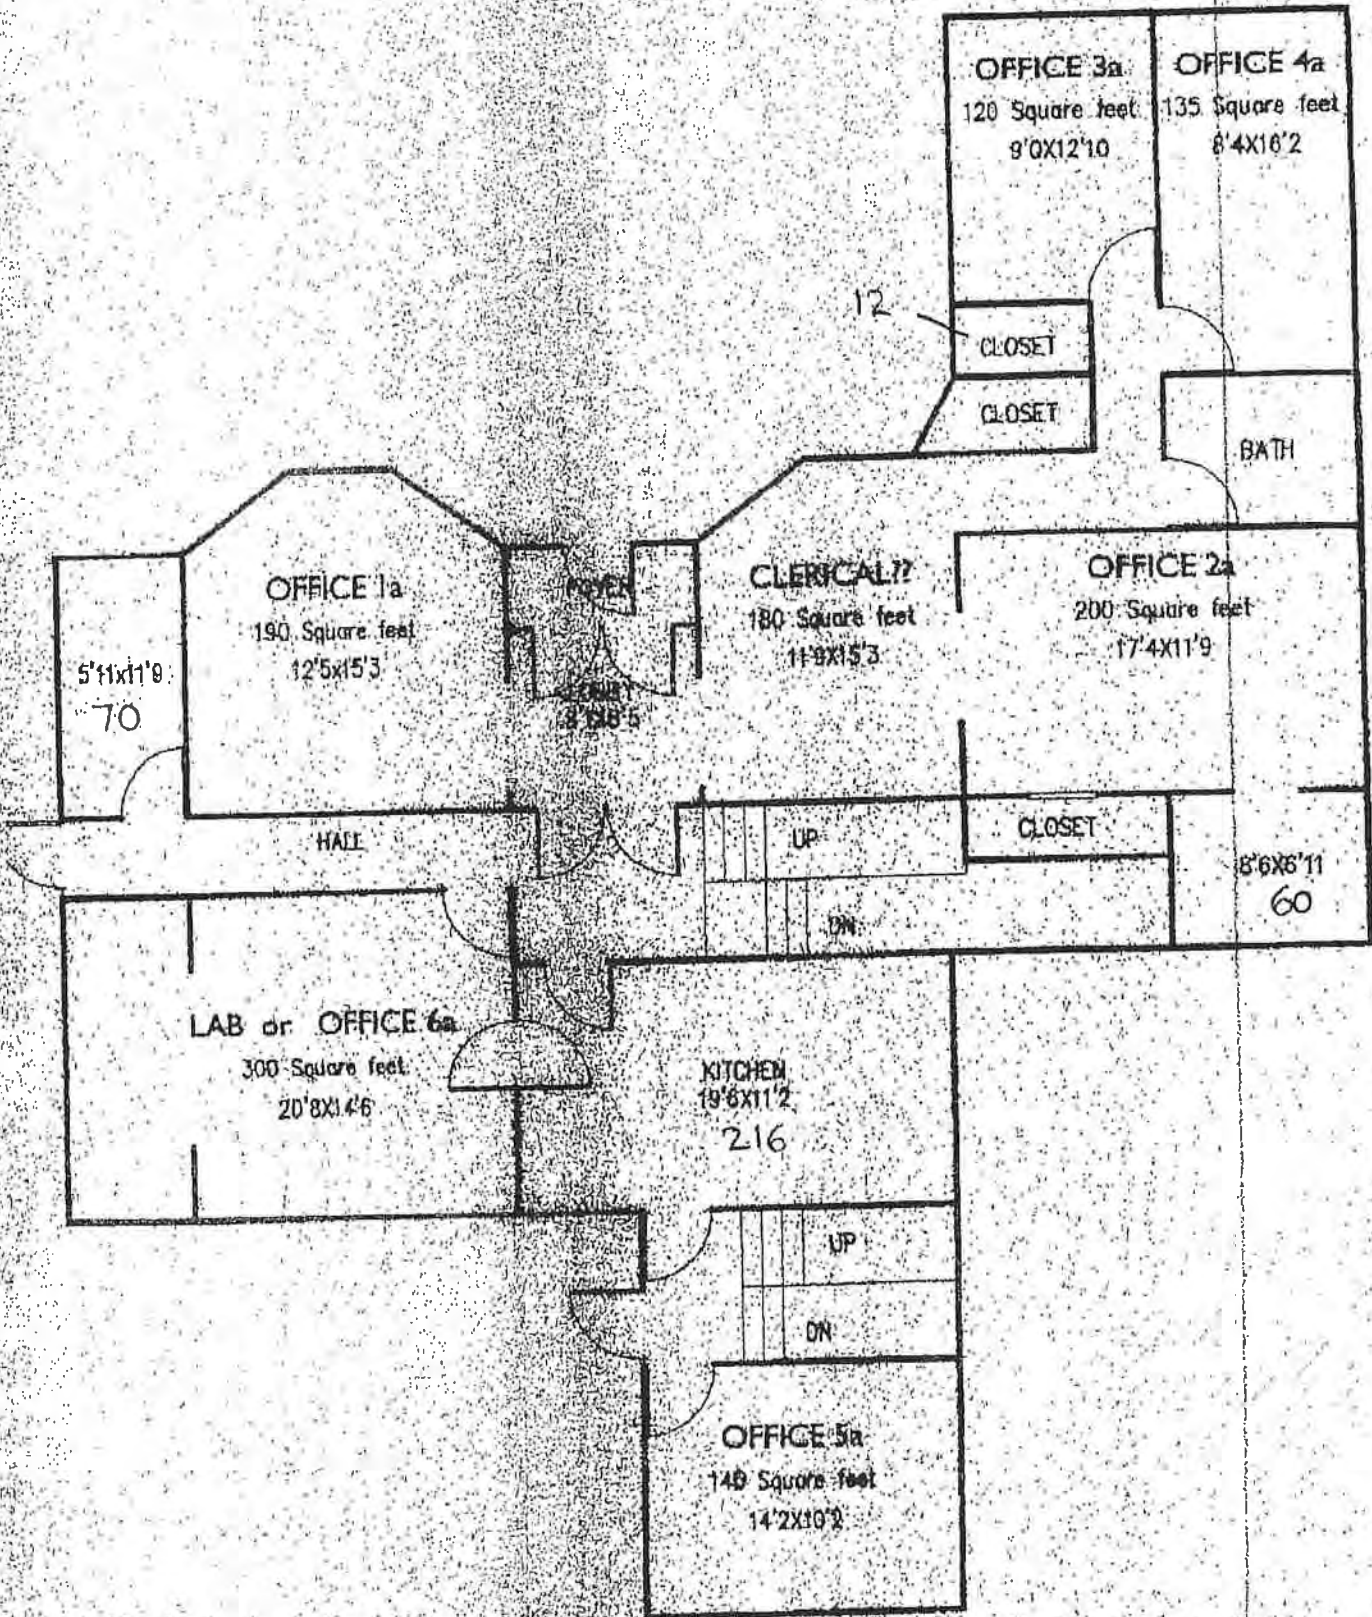 OFFICE 3a
120 Square feet
9'0X12'10
OFFICE 4a
135 Square feet
8'4X16'2
12
CLOSET
CLOSET
BATH
OFFICE 1a
190 Square feet
12'5x15'3
5'11x11'9
70
FOYER
CLERICAL??
180 Square feet
11'9X15'3
OFFICE 2a
200 Square feet
17'4X11'9
HALL
UP
DN
CLOSET
8'6X6'11
60
LAB or OFFICE 6a
300 Square feet
20'8X14'6
KITCHEN
19'6X11'2
216
UP
DN
OFFICE 5a
140 Square feet
14'2X10'2